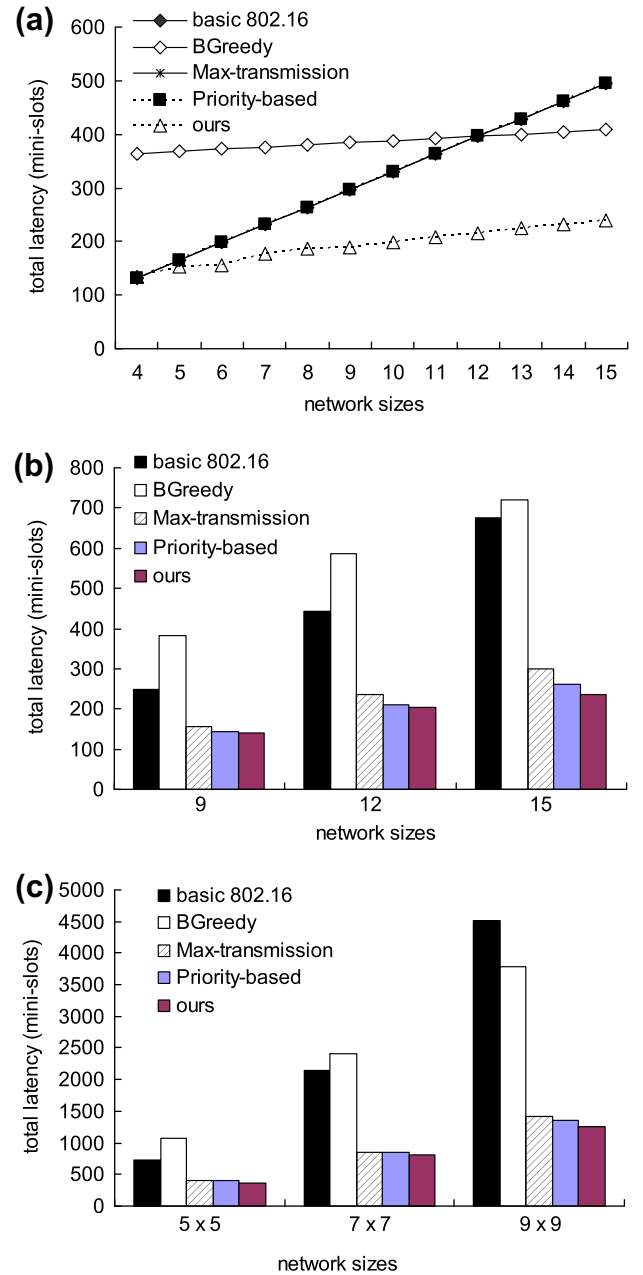 (a)
basic 802.16
BGreedy
Max-transmission
Priority-based
ours
total latency (mini-slots)
600
500
400
300
200
100
0
4 5 6 7 8 9 10 11 12 13 14 15
network sizes
(b)
basic 802.16
BGreedy
Max-transmission
Priority-based
ours
total latency (mini-slots)
800
700
600
500
400
300
200
100
0
9 12 15
network sizes
(c)
basic 802.16
BGreedy
Max-transmission
Priority-based
ours
total latency (mini-slots)
5000
4500
4000
3500
3000
2500
2000
1500
1000
500
0
5 x 5 7 x 7 9 x 9
network sizes